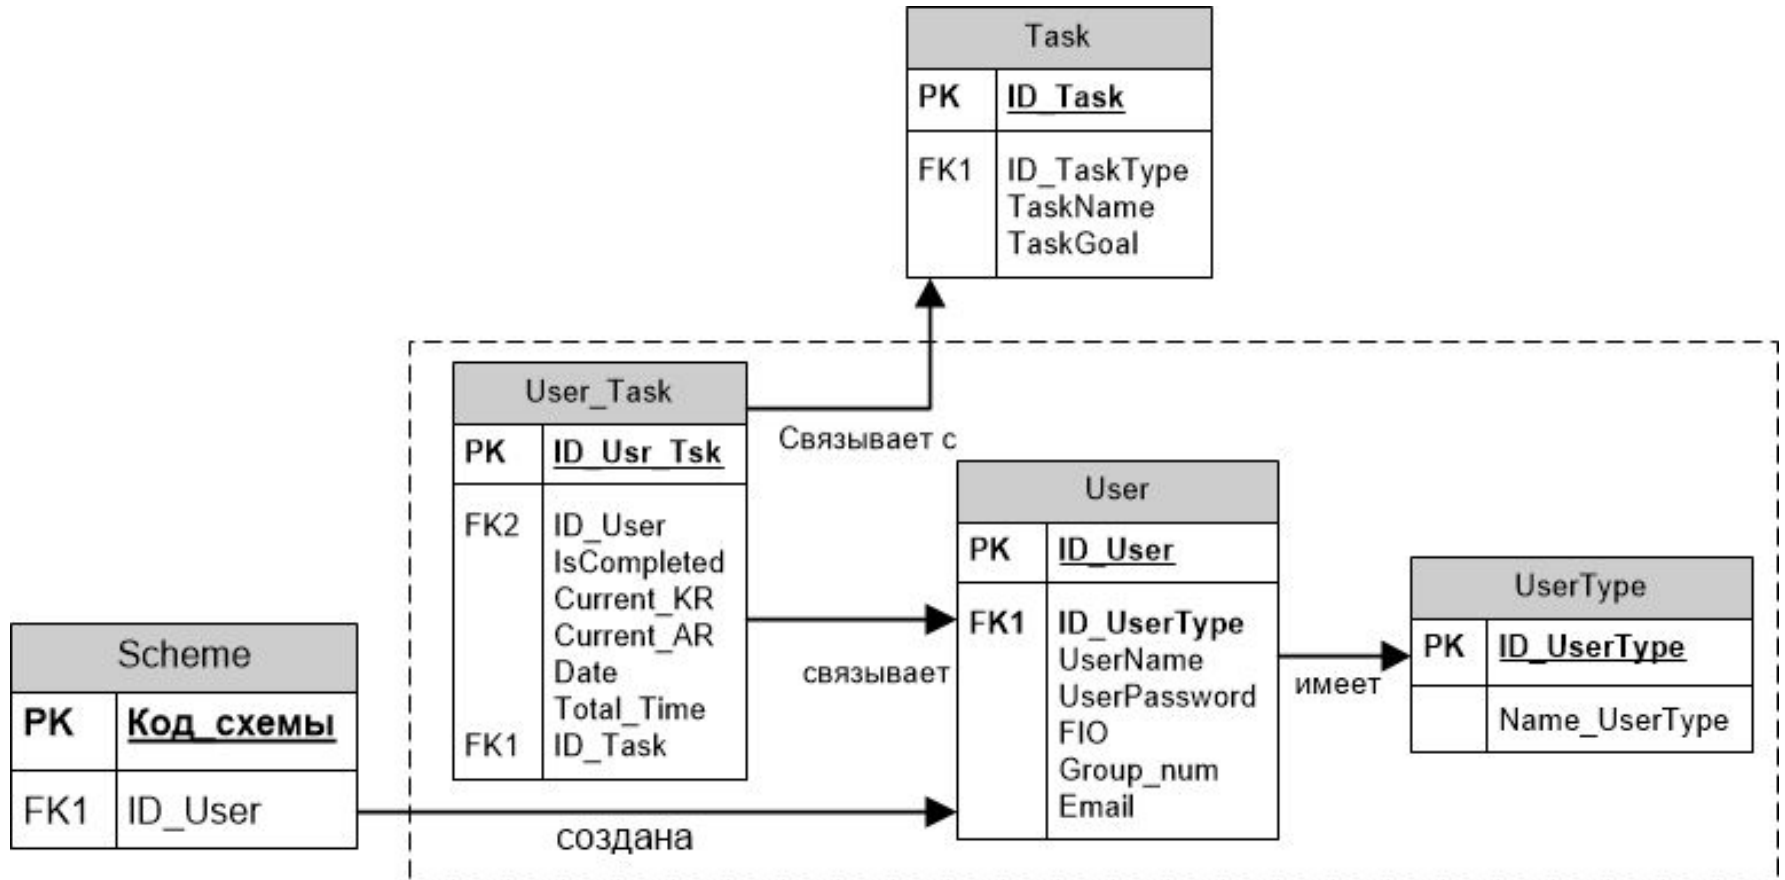 Task
PK ID_Task
FK1 ID_TaskType
TaskName
TaskGoal
User_Task
PK ID_Usr_Tsk
FK2 ID_User
IsCompleted
Current_KR
Current_AR
Date
Total_Time
FK1 ID_Task
Связывает с
связывает
User
PK ID_User
FK1 ID_UserType
UserName
UserPassword
FIO
Group_num
Email
имеет
UserType
PK ID_UserType
Name_UserType
Scheme
PK Код_схемы
FK1 ID_User
создана